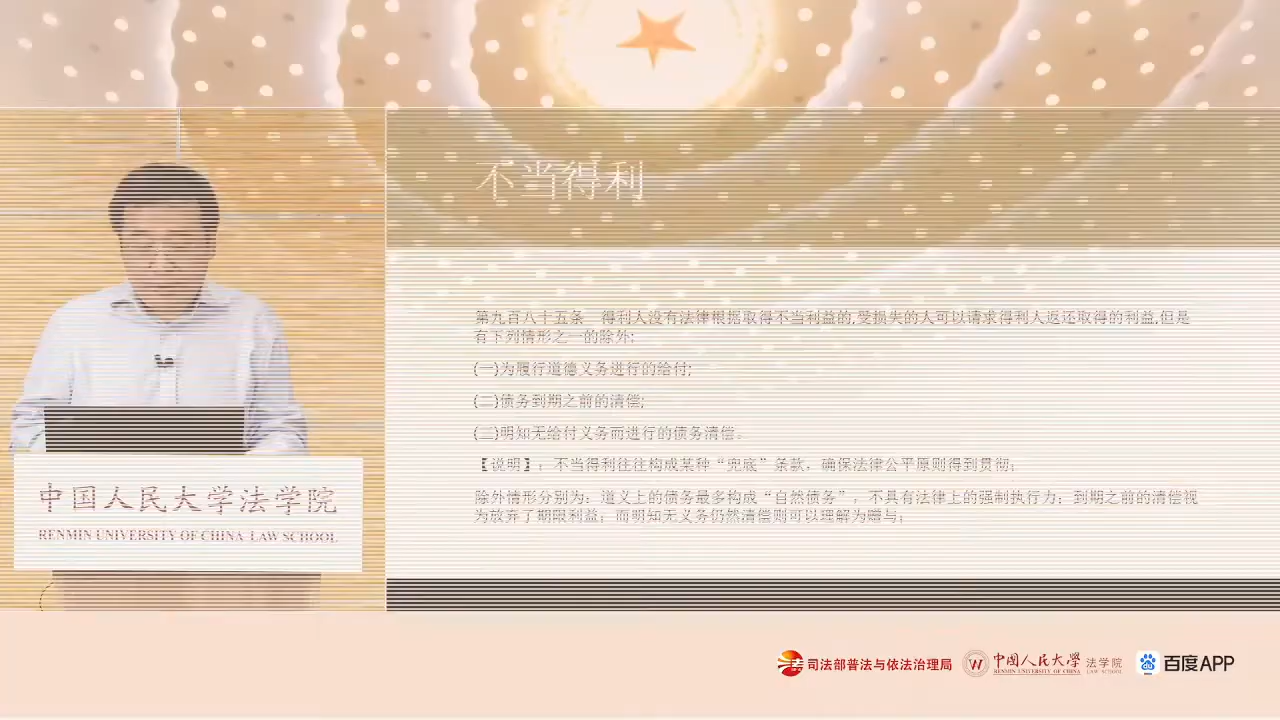 不当得利
第九百八十五条 得利人没有法律根据取得不当利益的,受损失的人可以请求得利人返还取得的利益,但是
有下列情形之一的除外:
(一)为履行道德义务进行的给付;
(二)债务到期之前的清偿;
(三)明知无给付义务而进行的债务清偿。
【说明】：不当得利往往构成某种“兜底”条款，确保法律公平原则得到贯彻；
除外情形分别为：道义上的债务最多构成“自然债务”，不具有法律上的强制执行力；到期之前的清偿视
为放弃了期限利益；而明知无义务仍然清偿则可以理解为赠与；
中国人民大学法学院
RENMIN UNIVERSITY OF CHINA LAW SCHOOL
司法部普法与依法治理局
中國人民大學 法学院
RENMIN UNIVERSITY OF CHINA LAW SCHOOL
百度APP